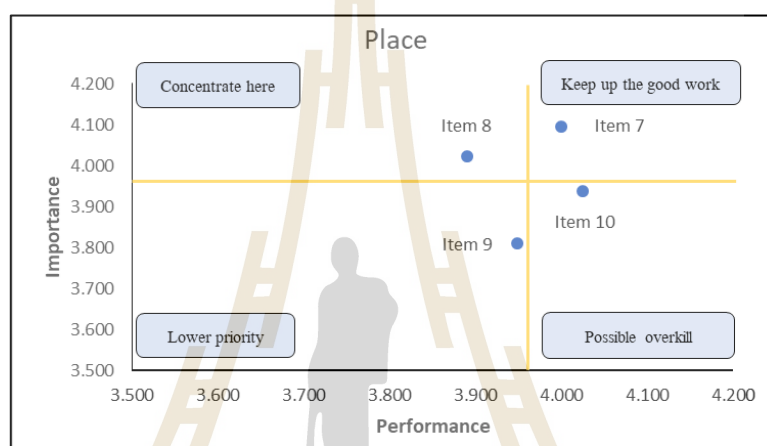 Place
Concentrate here
Keep up the good work
4.200
4.100
4.000
3.900
3.800
3.700
3.600
3.500
Importance
Item 8
Item 7
Item 10
Item 9
Lower priority
Possible overkill
3.500 3.600 3.700 3.800 3.900 4.000 4.100 4.200
Performance